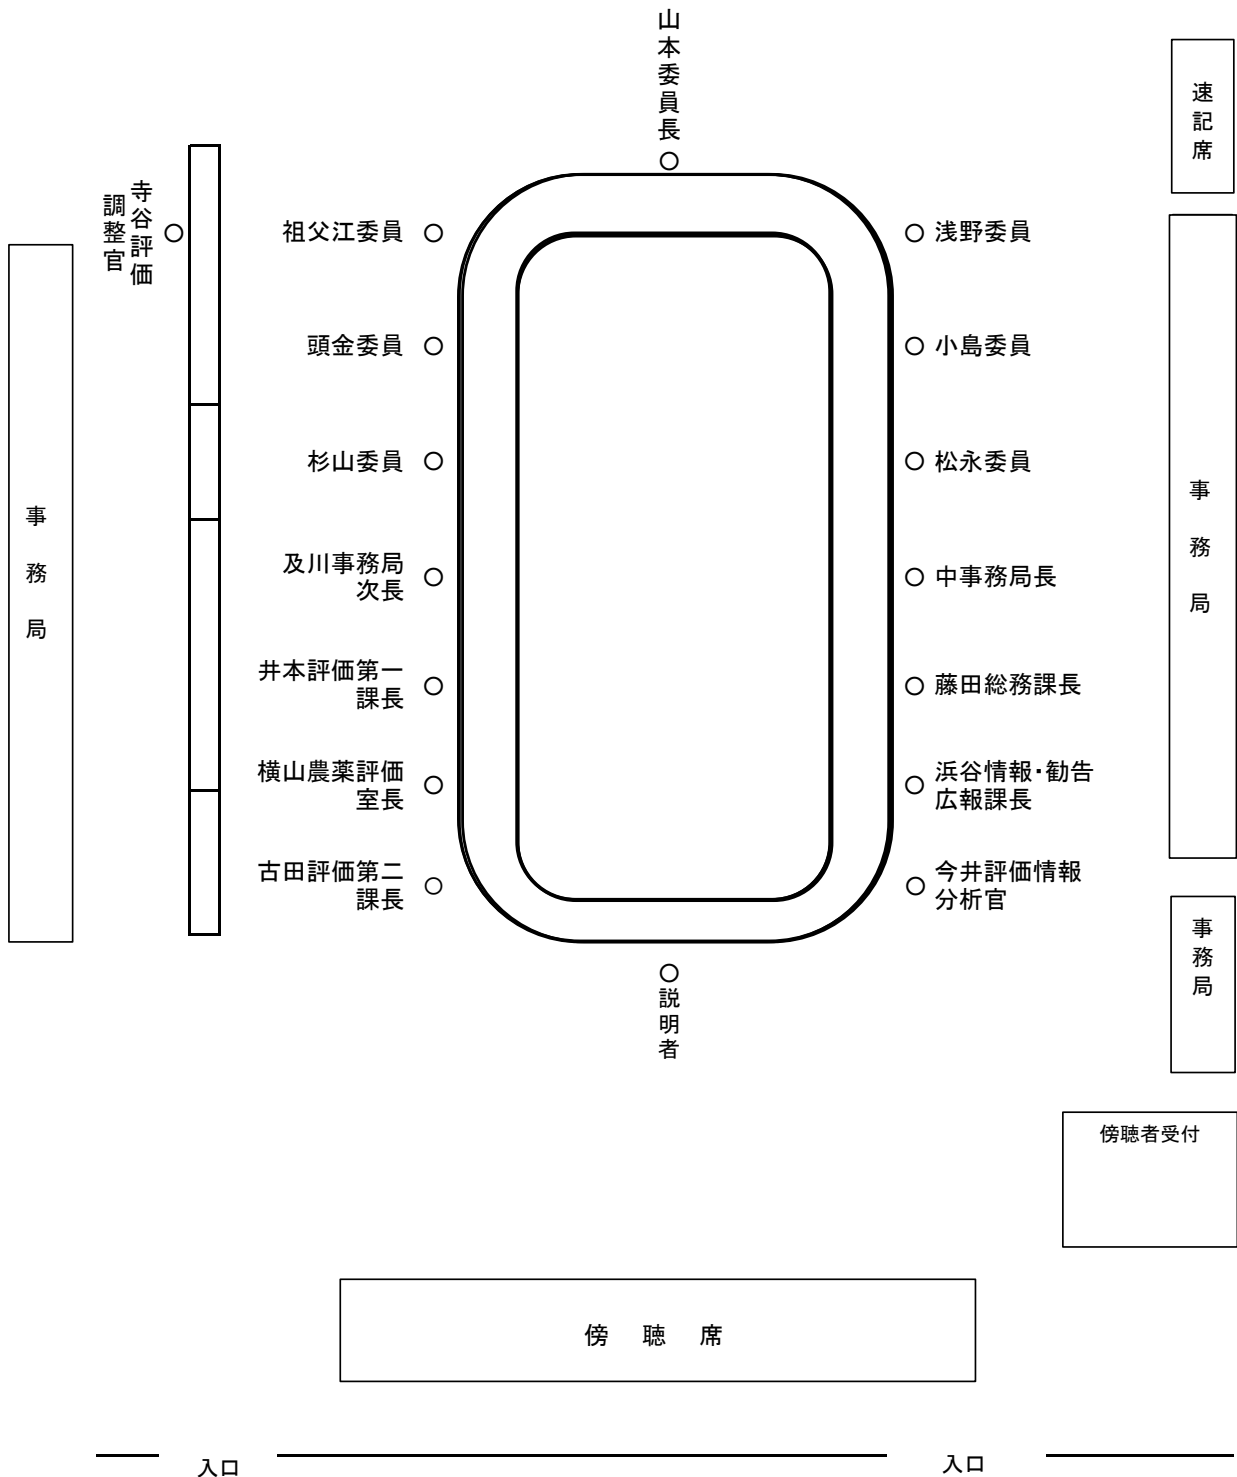 山本委員長
速記席
寺谷評価
調整官
祖父江委員
浅野委員
頭金委員
小島委員
杉山委員
松永委員
事務局
事務局
及川事務局
次長
中事務局長
井本評価第一
課長
藤田総務課長
横山農薬評価
室長
浜谷情報・勧告
広報課長
古田評価第二
課長
今井評価情報
分析官
事務局
説明者
傍聴者受付
傍 聴 席
入口
入口